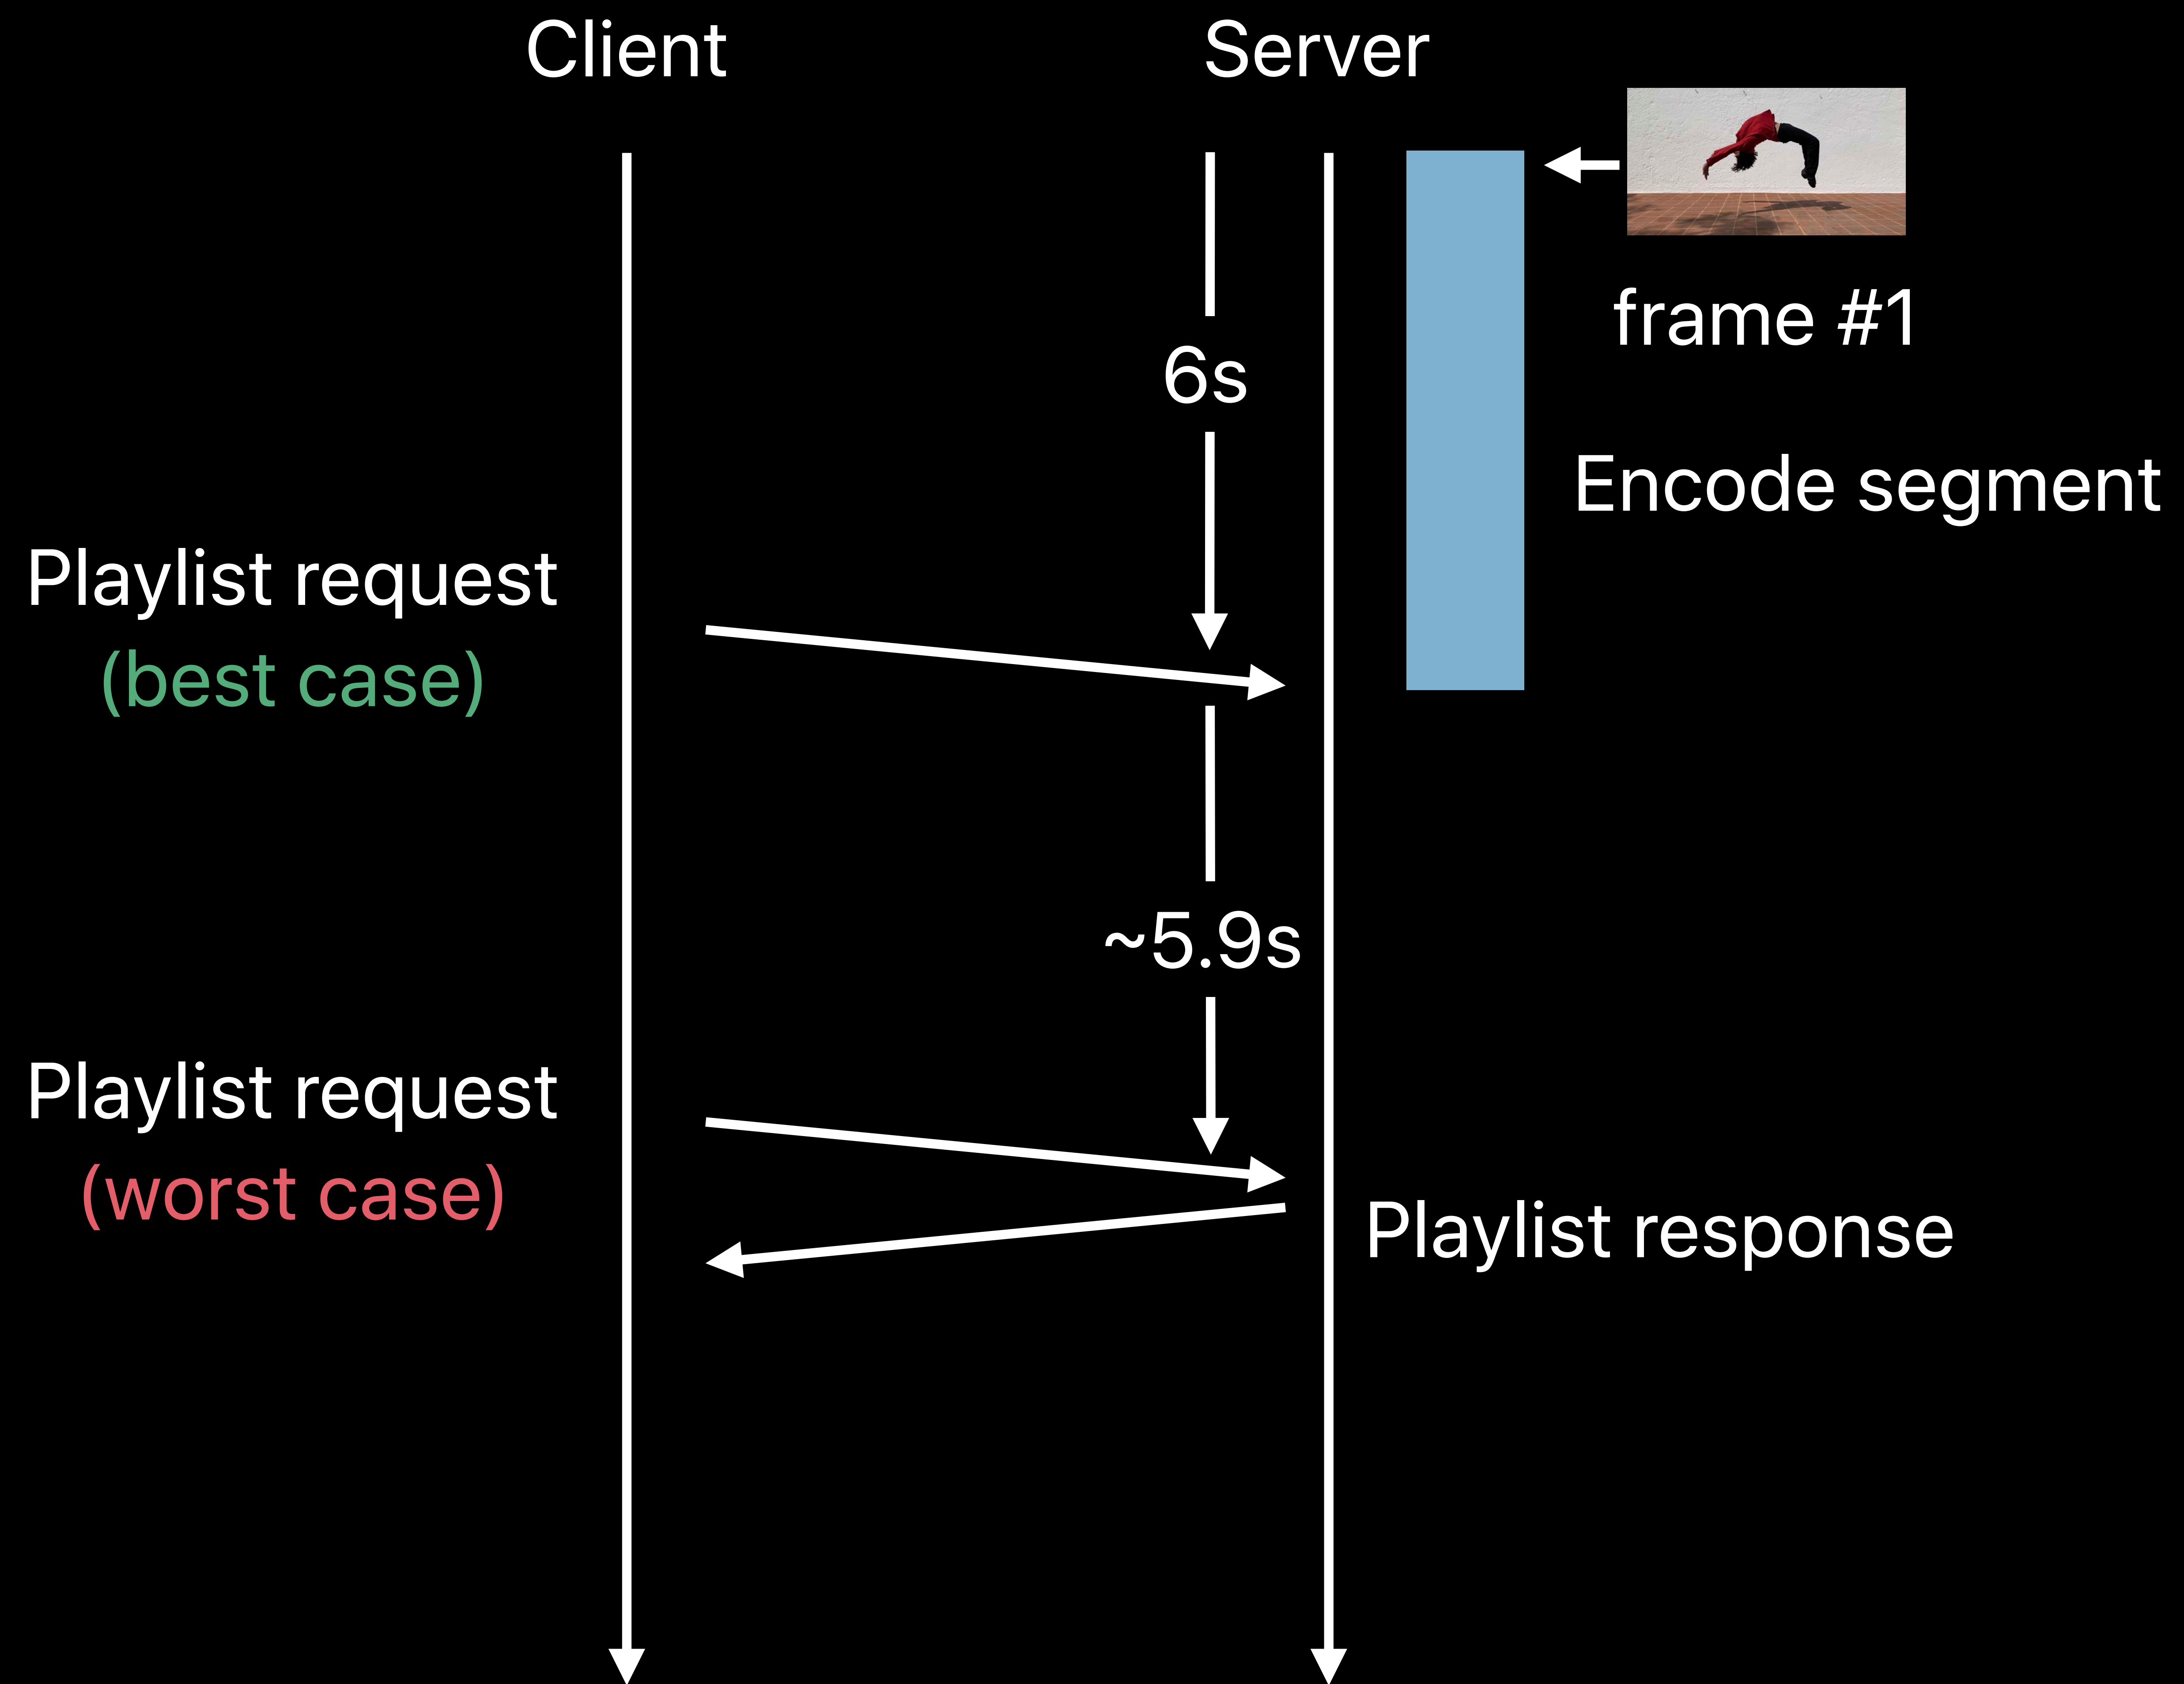 Client
Server
frame #1
6s
Encode segment
Playlist request
(best case)
~5.9s
Playlist request
(worst case)
Playlist response